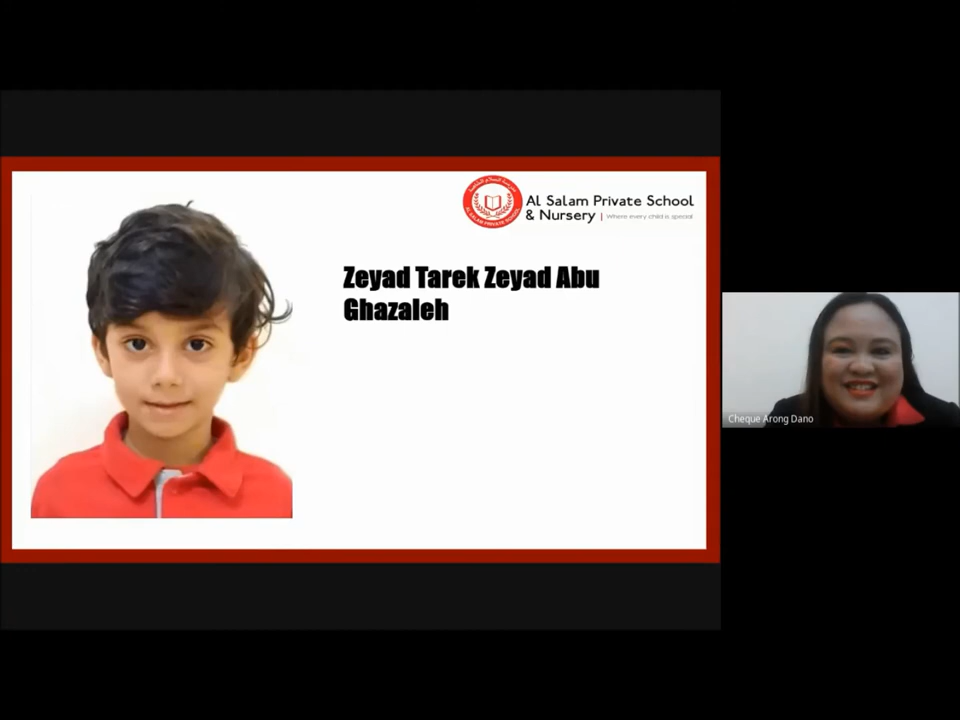 Al Salam Private School
& Nursery | Where every child is special
Zeyad Tarek Zeyad Abu
Ghazaleh
Cheque Arong Dano